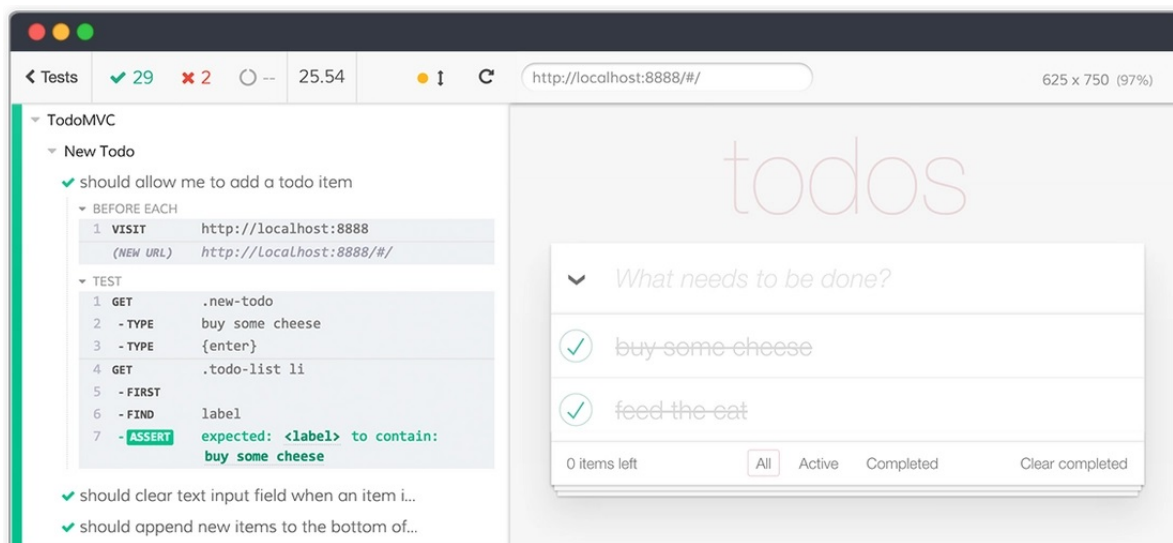 Tests 29 2 -- 25.54 http://localhost:8888/#/ 625 x 750 (97%)
TodoMVC
New Todo
should allow me to add a todo item
BEFORE EACH
1 VISIT http://localhost:8888
(NEW URL) http://localhost:8888/#/
TEST
1 GET .new-todo
2 -TYPE buy some cheese
3 -TYPE {enter}
4 GET .todo-list li
5 -FIRST
6 -FIND label
7 -ASSERT expected: <label> to contain:
buy some cheese
should clear text input field when an item i...
should append new items to the bottom of...
todos
What needs to be done?
buy some cheese
feed the cat
0 items left All Active Completed Clear completed